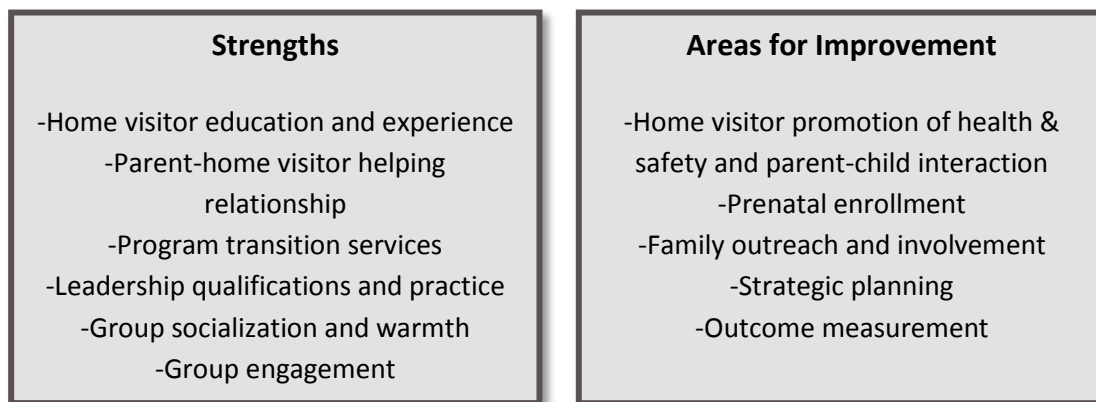 Strengths
-Home visitor education and experience
-Parent-home visitor helping
relationship
-Program transition services
-Leadership qualifications and practice
-Group socialization and warmth
-Group engagement
Areas for Improvement
-Home visitor promotion of health &
safety and parent-child interaction
-Prenatal enrollment
-Family outreach and involvement
-Strategic planning
-Outcome measurement